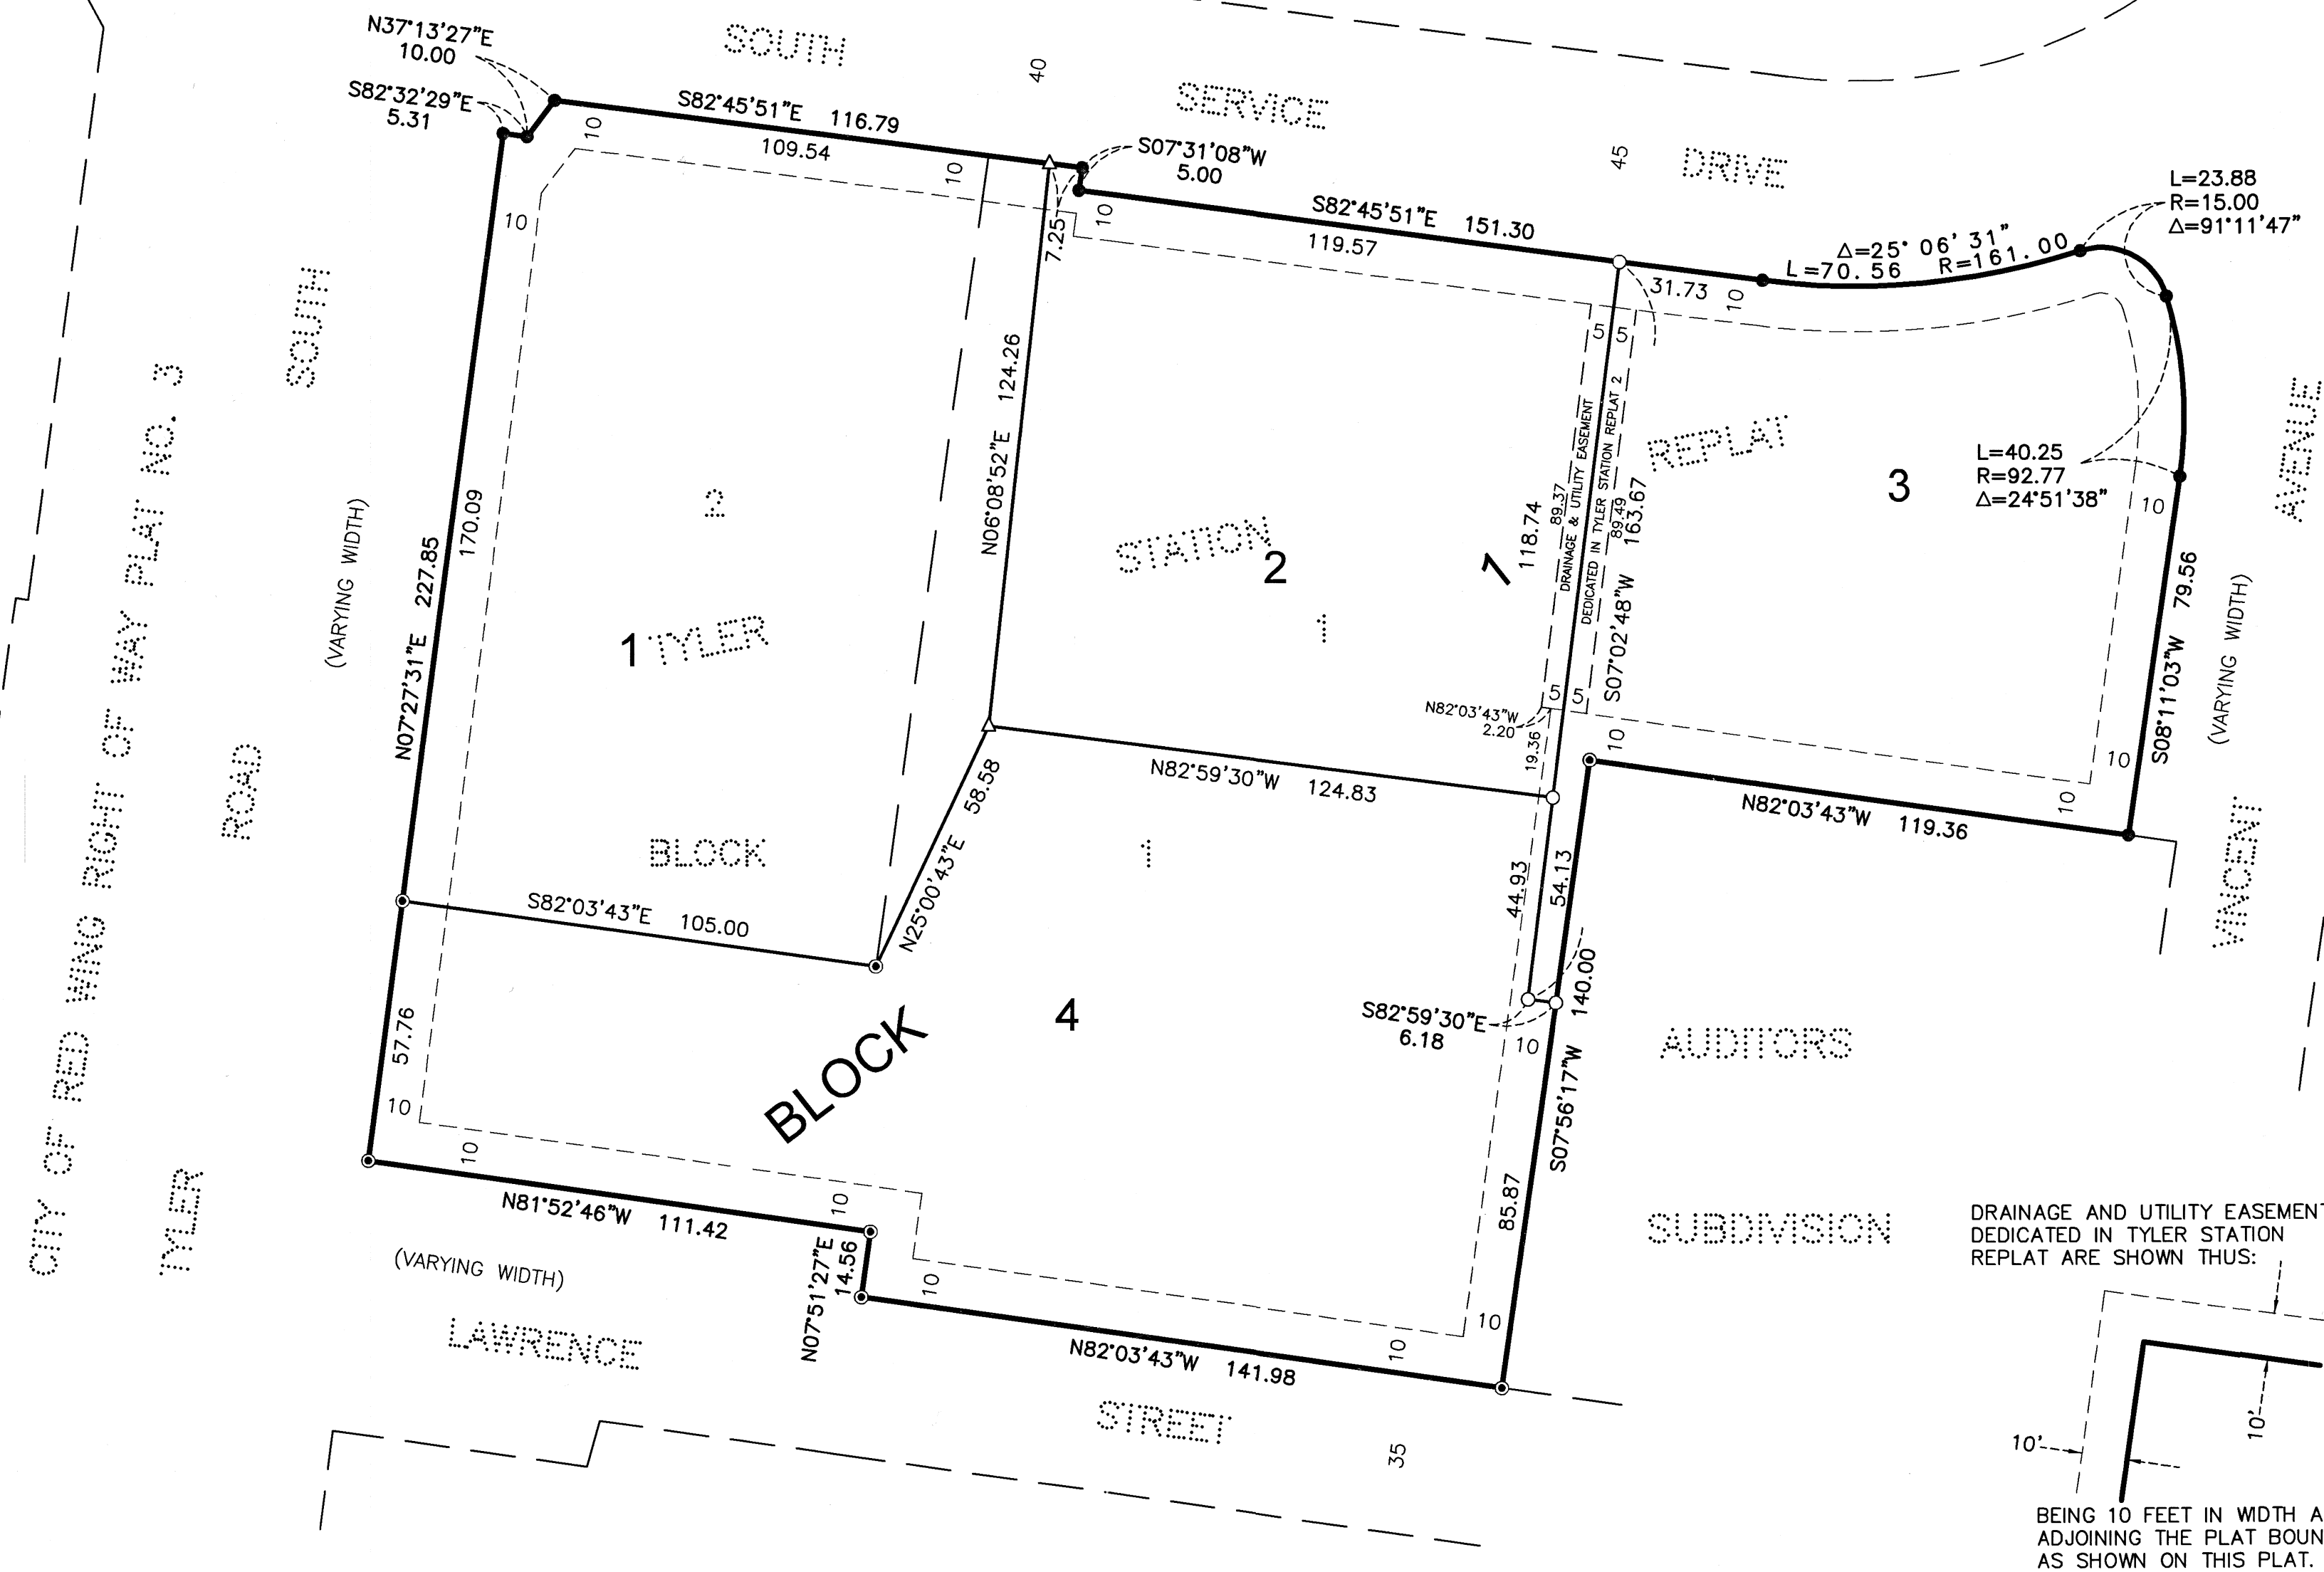 SOUTH
40
SERVICE
45
DRIVE
N37°13'27"E
10.00
S82°32'29"E
5.31
S82°45'51"E 116.79
109.54
10
10
10
S07°31'08"W
5.00
7.25
10
S82°45'51"E 151.30
119.57
31.73
10
Δ=25° 06' 31"
L=70.56 R=161.00
L=23.88
R=15.00
Δ=91°11'47"
L=40.25
R=92.77
Δ=24°51'38"
10
79.56
S08°11'03"W
10
10
(VARYING WIDTH)
AVENUE
VINCENT
CITY OF RED WING RIGHT OF WAY PLAT NO. 3
SOUTH
ROAD
TYLER
(VARYING WIDTH)
N07°27'31"E 227.85
170.09
2
1 TYLER
BLOCK
N06°08'52"E 124.26
STATION
2
1
1
118.74
5 5
89.37
DRAINAGE & UTILITY EASEMENT
DEDICATED IN TYLER STATION REPLAT 2
89.49
163.67
S07°02'48"W
5 5
REPLAT
3
N82°03'43"W
2.20
19.36
10
N82°59'30"W 124.83
N82°03'43"W 119.36
S82°03'43"E 105.00
N25°00'43"E 58.58
1
44.93
54.13
140.00
S82°59'30"E
6.18
10
S07°56'17"W
85.87
57.76
10
10
BLOCK
4
AUDITORS
SUBDIVISION
N81°52'46"W 111.42
10
N07°51'27"E
14.56
10
N82°03'43"W 141.98
10
10
(VARYING WIDTH)
LAWRENCE
STREET
35
DRAINAGE AND UTILITY EASEMENT
DEDICATED IN TYLER STATION
REPLAT ARE SHOWN THUS:
10'
10'
BEING 10 FEET IN WIDTH A
ADJOINING THE PLAT BOUN
AS SHOWN ON THIS PLAT.